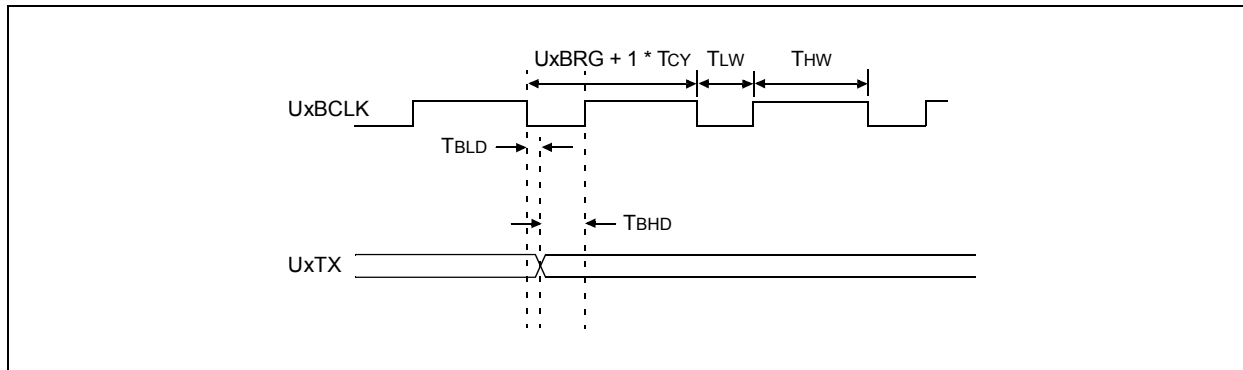 UxBRG + 1 * TCY TLW THW
UxBCLK
TBLD
TBHD
UxTX